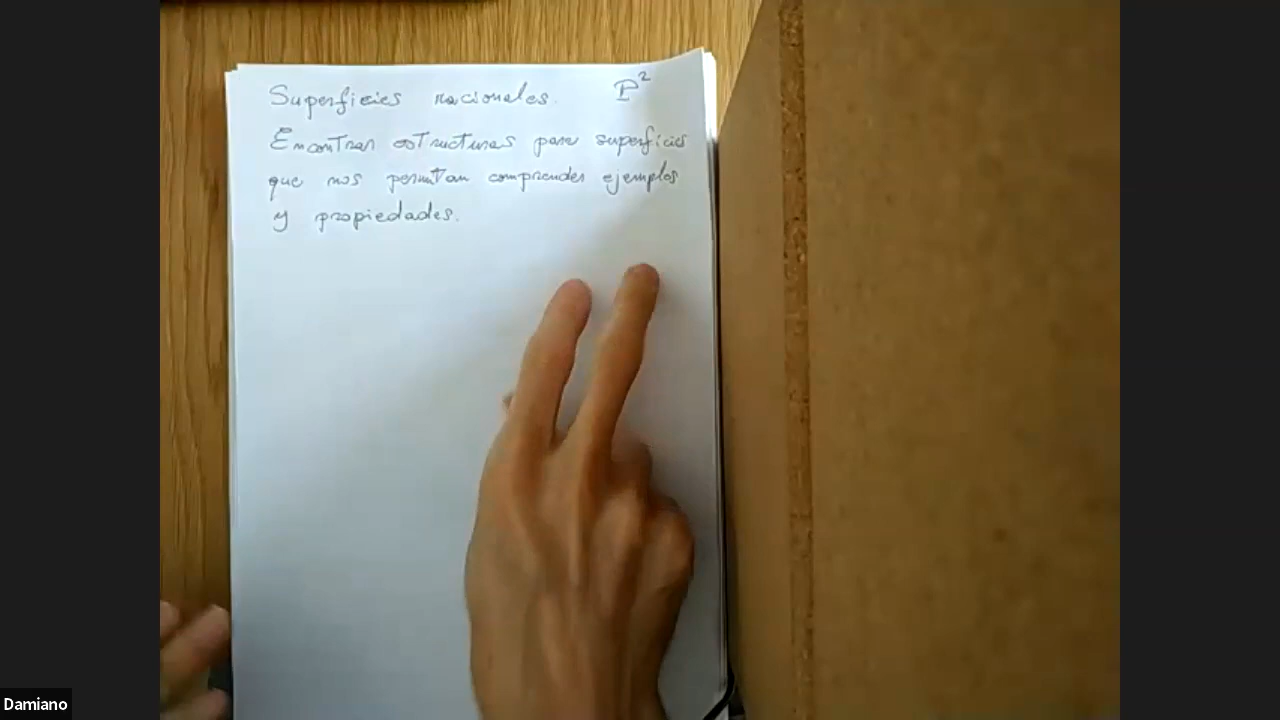 Superficies racionales. P²
Encontrar estructuras para superficies
que nos permitan comprender ejemplos
y propiedades.
Damiano